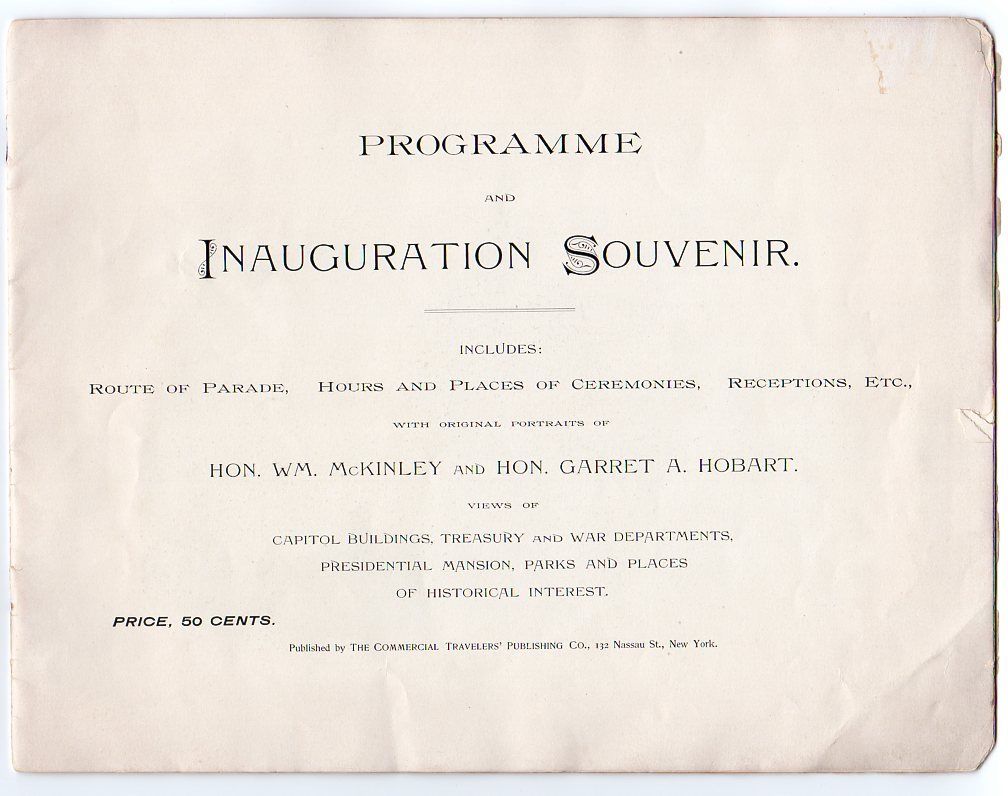 PROGRAMME
AND
INAUGURATION SOUVENIR.
INCLUDES:
ROUTE OF PARADE, HOURS AND PLACES OF CEREMONIES, RECEPTIONS, ETC.,
WITH ORIGINAL PORTRAITS OF
HON. WM. McKINLEY AND HON. GARRET A. HOBART.
VIEWS OF
CAPITOL BUILDINGS, TREASURY AND WAR DEPARTMENTS,
PRESIDENTIAL MANSION, PARKS AND PLACES
OF HISTORICAL INTEREST.
PRICE, 50 CENTS.
Published by THE COMMERCIAL TRAVELERS' PUBLISHING CO., 132 Nassau St., New York.